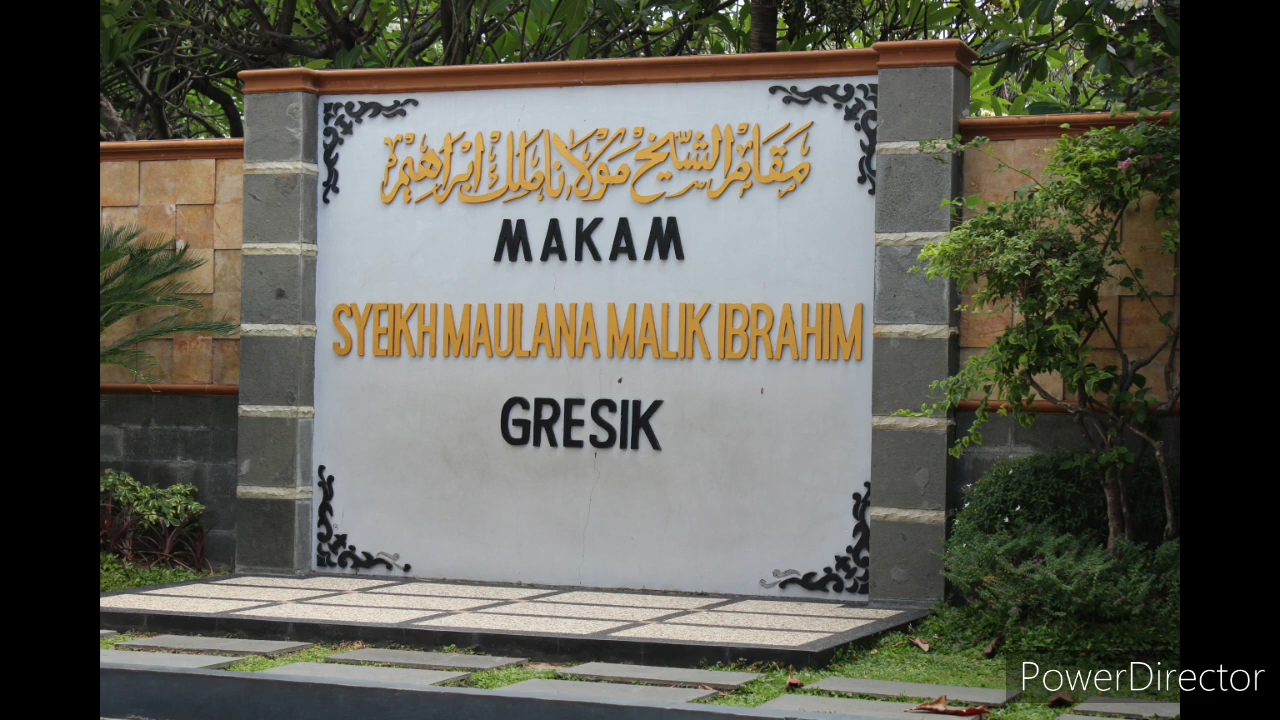 مقام الشيخ مولانا ملك ابراهيم
MAKAM
SYEIKH MAULANA MALIK IBRAHIM
GRESIK
PowerDirector